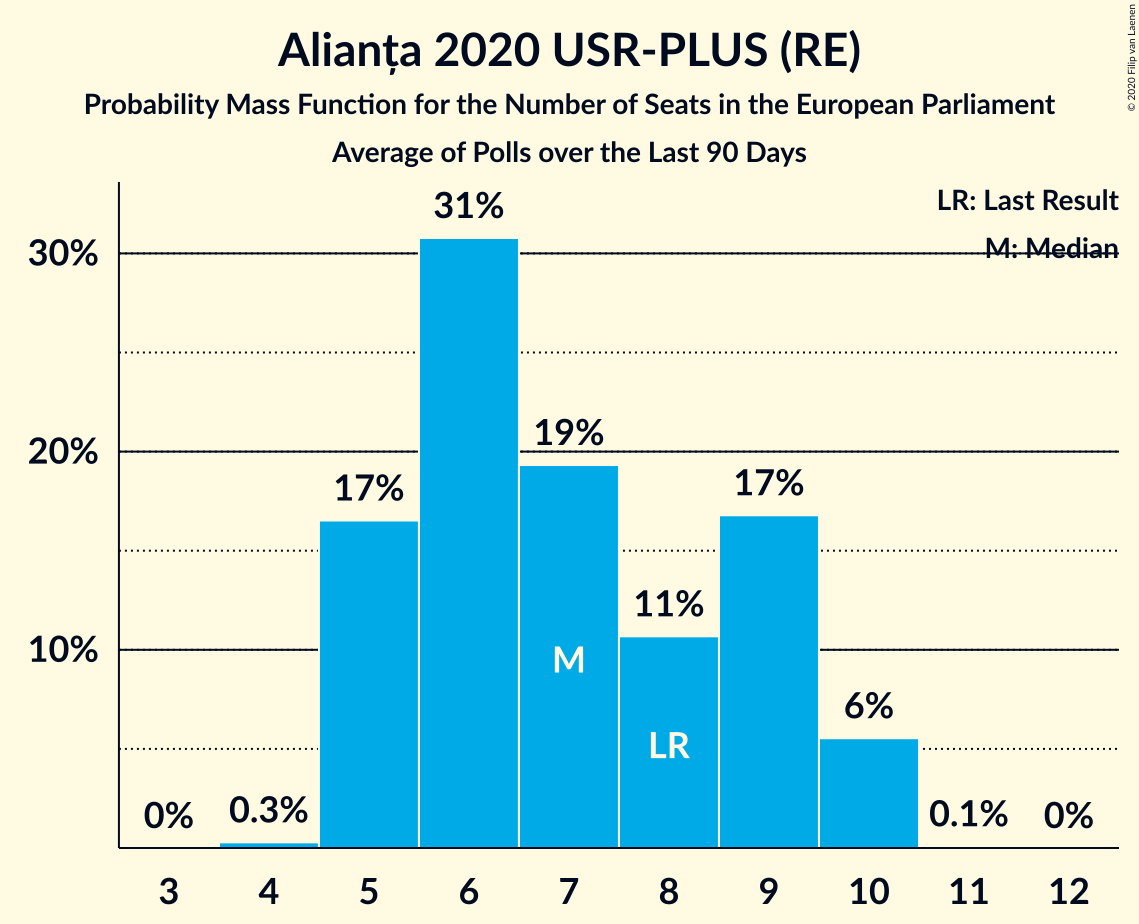 Alianța 2020 USR-PLUS (RE)
Probability Mass Function for the Number of Seats in the European Parliament
Average of Polls over the Last 90 Days
© 2020 Filip van Laenen
LR: Last Result
M: Median
30%
20%
10%
0%
0.3%
17%
31%
19%
11%
17%
6%
0.1%
0%
M
LR
3 4 5 6 7 8 9 10 11 12